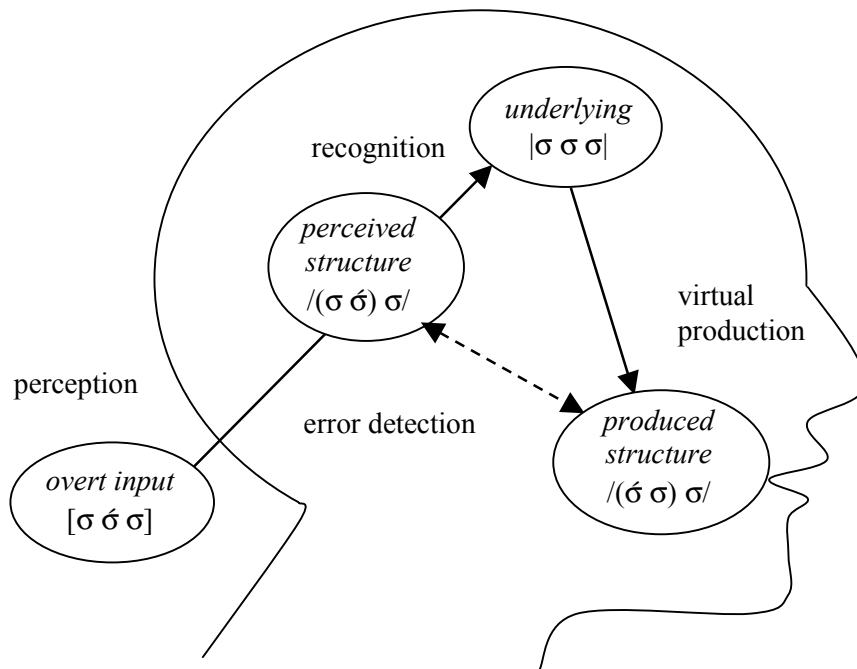 underlying
|σ σ σ|
recognition
perceived
structure
/(σ σ́) σ/
virtual
production
perception
error detection
produced
structure
/(σ́ σ) σ/
overt input
[σ σ́ σ]